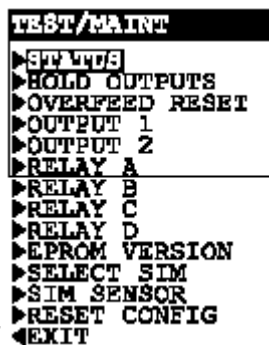 TEST/MAINT
STATUS
HOLD OUTPUTS
OVERFEED RESET
OUTPUT 1
OUTPUT 2
RELAY A
RELAY B
RELAY C
RELAY D
EPROM VERSION
SELECT SIM
SIM SENSOR
RESET CONFIG
EXIT